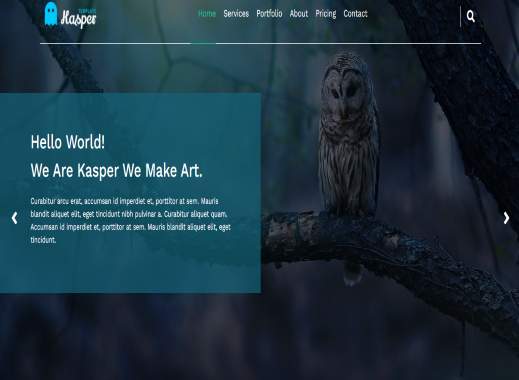 TEMPLATE
Kasper
Home Services Portfolio About Pricing Contact
Hello World!
We Are Kasper We Make Art.
Curabitur arcu erat, accumsan id imperdiet et, porttitor at sem. Mauris
blandit aliquet elit, eget tincidunt nibh pulvinar a. Curabitur aliquet quam.
Accumsan id imperdiet et, porttitor at sem. Mauris blandit aliquet elit, eget
tincidunt.